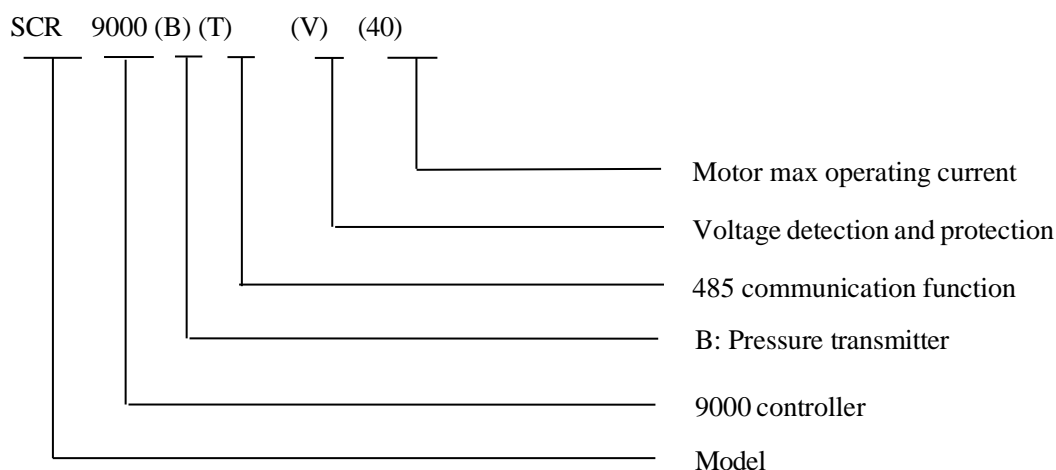 SCR 9000 (B) (T) (V) (40)
Motor max operating current
Voltage detection and protection
485 communication function
B: Pressure transmitter
9000 controller
Model